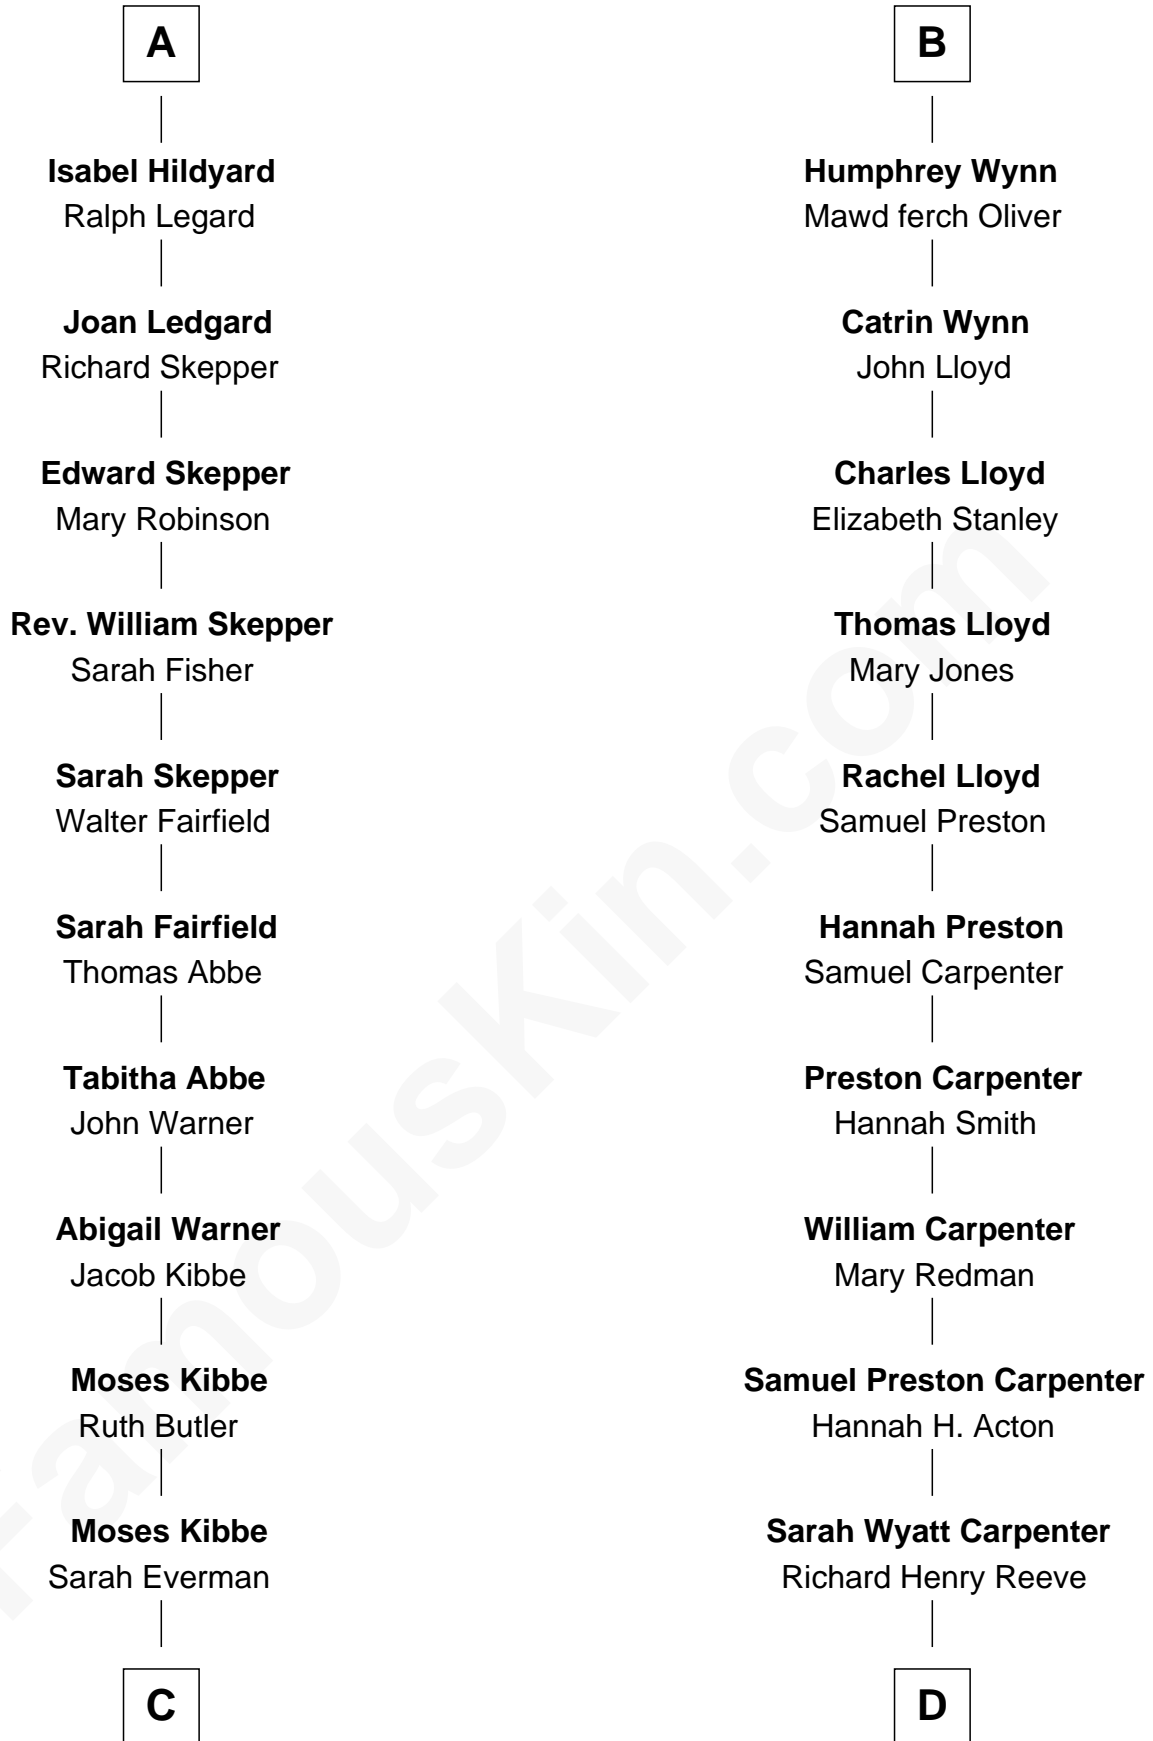 A
Isabel Hildyard
Ralph Legard
Joan Ledgard
Richard Skepper
Edward Skepper
Mary Robinson
Rev. William Skepper
Sarah Fisher
Sarah Skepper
Walter Fairfield
Sarah Fairfield
Thomas Abbe
Tabitha Abbe
John Warner
Abigail Warner
Jacob Kibbe
Moses Kibbe
Ruth Butler
Moses Kibbe
Sarah Everman
C
B
Humphrey Wynn
Mawd ferch Oliver
Catrin Wynn
John Lloyd
Charles Lloyd
Elizabeth Stanley
Thomas Lloyd
Mary Jones
Rachel Lloyd
Samuel Preston
Hannah Preston
Samuel Carpenter
Preston Carpenter
Hannah Smith
William Carpenter
Mary Redman
Samuel Preston Carpenter
Hannah H. Acton
Sarah Wyatt Carpenter
Richard Henry Reeve
D
FamousKin.com